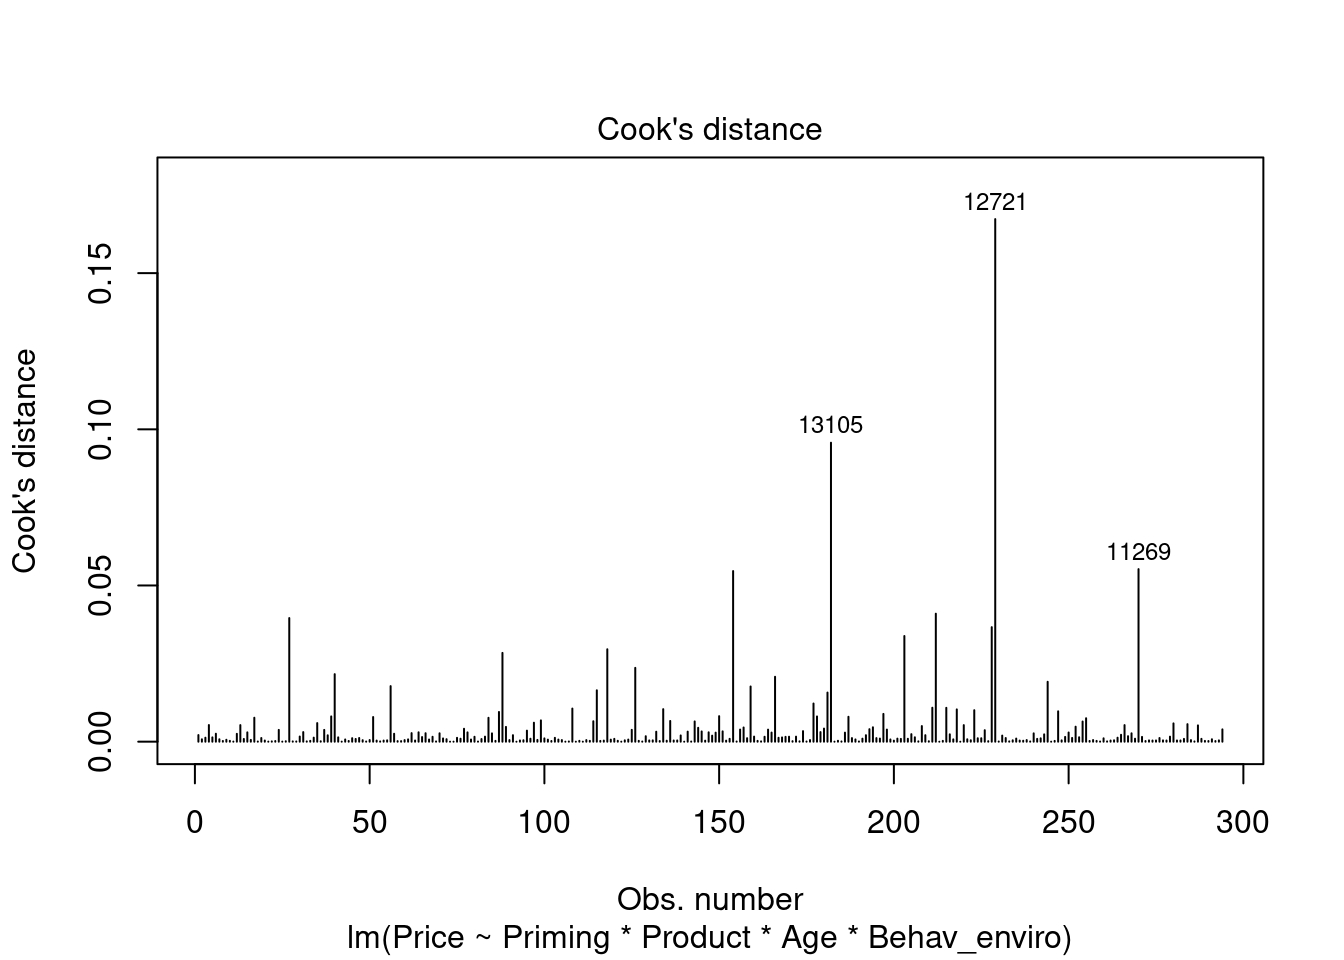 Cook's distance
12721
13105
11269
Cook's distance
0.15
0.10
0.05
0.00
0 50 100 150 200 250 300
Obs. number
lm(Price ~ Priming * Product * Age * Behav_enviro)